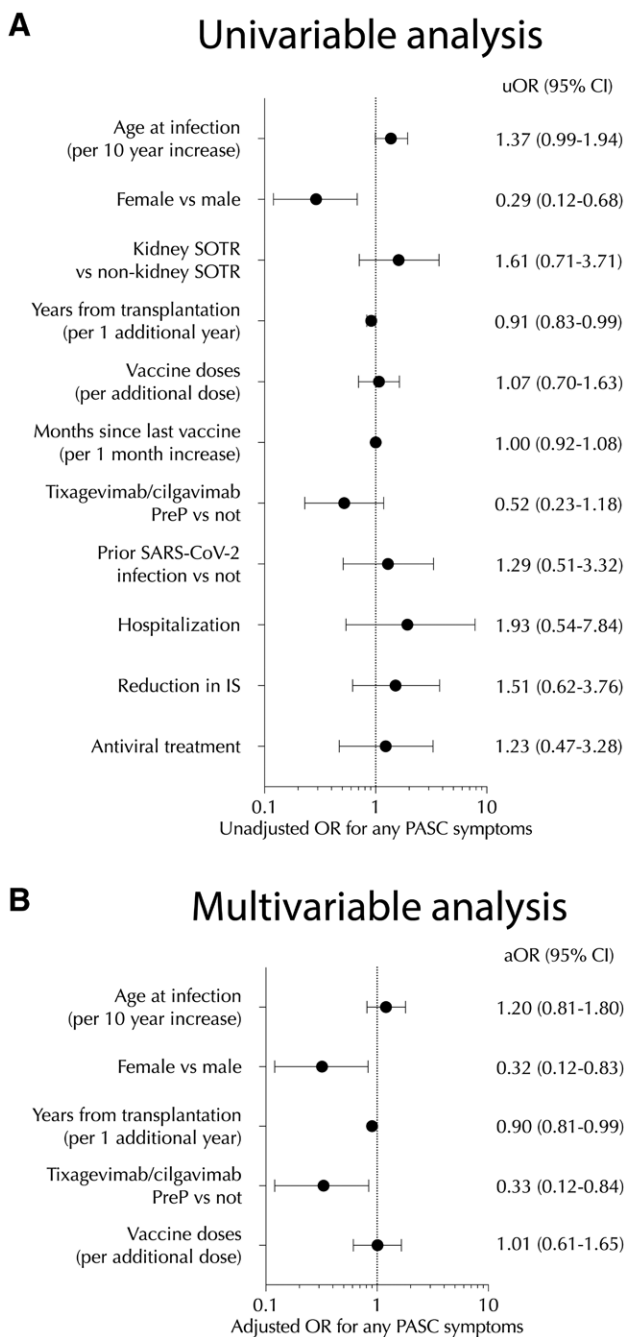 A
Univariable analysis
uOR (95% CI)
Age at infection
(per 10 year increase)
1.37 (0.99-1.94)
Female vs male
0.29 (0.12-0.68)
Kidney SOTR
vs non-kidney SOTR
1.61 (0.71-3.71)
Years from transplantation
(per 1 additional year)
0.91 (0.83-0.99)
Vaccine doses
(per additional dose)
1.07 (0.70-1.63)
Months since last vaccine
(per 1 month increase)
1.00 (0.92-1.08)
Tixagevimab/cilgavimab
PreP vs not
0.52 (0.23-1.18)
Prior SARS-CoV-2
infection vs not
1.29 (0.51-3.32)
Hospitalization
1.93 (0.54-7.84)
Reduction in IS
1.51 (0.62-3.76)
Antiviral treatment
1.23 (0.47-3.28)
0.1 1 10
Unadjusted OR for any PASC symptoms
B
Multivariable analysis
aOR (95% CI)
Age at infection
(per 10 year increase)
1.20 (0.81-1.80)
Female vs male
0.32 (0.12-0.83)
Years from transplantation
(per 1 additional year)
0.90 (0.81-0.99)
Tixagevimab/cilgavimab
PreP vs not
0.33 (0.12-0.84)
Vaccine doses
(per additional dose)
1.01 (0.61-1.65)
0.1 1 10
Adjusted OR for any PASC symptoms